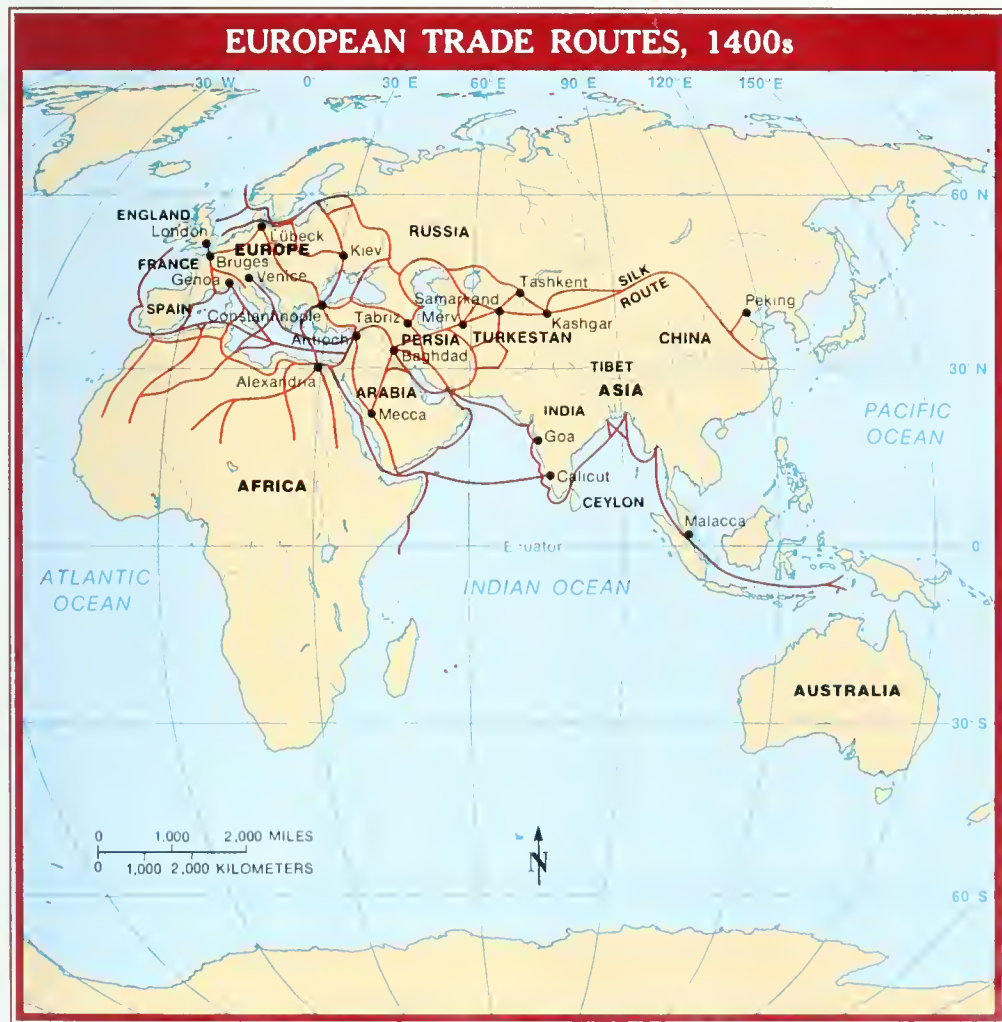 EUROPEAN TRADE ROUTES, 1400s
30 W 0° 30 E 60 E 90 E 120°E 150°E
60 N
ENGLAND
London
Lübeck
RUSSIA
EUROPE
Kiev
FRANCE
Bruges
Venice
Genoa
Tashkent
SILK
ROUTE
SPAIN
Samarkand
Peking
Constantinople
Tabriz
Merv
Kashgar
TURKESTAN
CHINA
Antioch
PERSIA
Baghdad
TIBET
30° N
Alexandria
ASIA
ARABIA
Mecca
INDIA
PACIFIC
OCEAN
Goa
AFRICA
Calicut
CEYLON
Malacca
Equator
0°
ATLANTIC
OCEAN
INDIAN OCEAN
AUSTRALIA
30° S
0 1,000 2,000 MILES
0 1,000 2,000 KILOMETERS
N
60 S